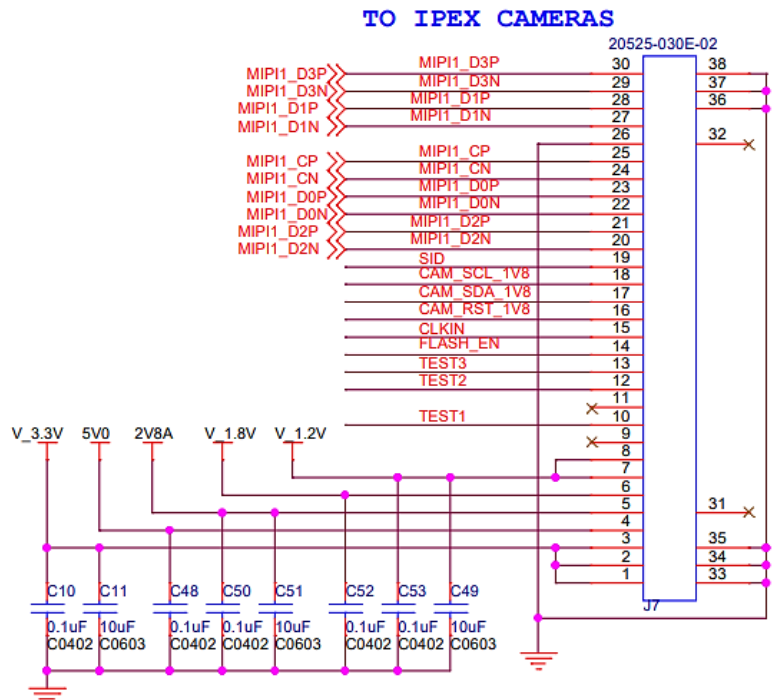 TO IPEX CAMERAS
20525-030E-02
MIPI1_D3P MIPI1_D3P 30 38
MIPI1_D3N MIPI1_D3N 29 37
MIPI1_D1P MIPI1_D1P 28 36
MIPI1_D1N MIPI1_D1N 27
26 32
MIPI1_CP MIPI1_CP 25
MIPI1_CN MIPI1_CN 24
MIPI1_D0P MIPI1_D0P 23
MIPI1_D0N MIPI1_D0N 22
MIPI1_D2P MIPI1_D2P 21
MIPI1_D2N MIPI1_D2N 20
SID 19
CAM_SCL_1V8 18
CAM_SDA_1V8 17
CAM_RST_1V8 16
CLKIN 15
FLASH_EN 14
TEST3 13
TEST2 12
11
TEST1 10
V_3.3V 5V0 2V8A V_1.8V V_1.2V 9
8
7
6
5 31
4
3 35
2 34
1 33
C10 C11 C48 C50 C51 C52 C53 C49
J7
0.1uF 10uF 0.1uF 0.1uF 10uF 0.1uF 0.1uF 10uF
C0402 C0603 C0402 C0402 C0603 C0402 C0402 C0603